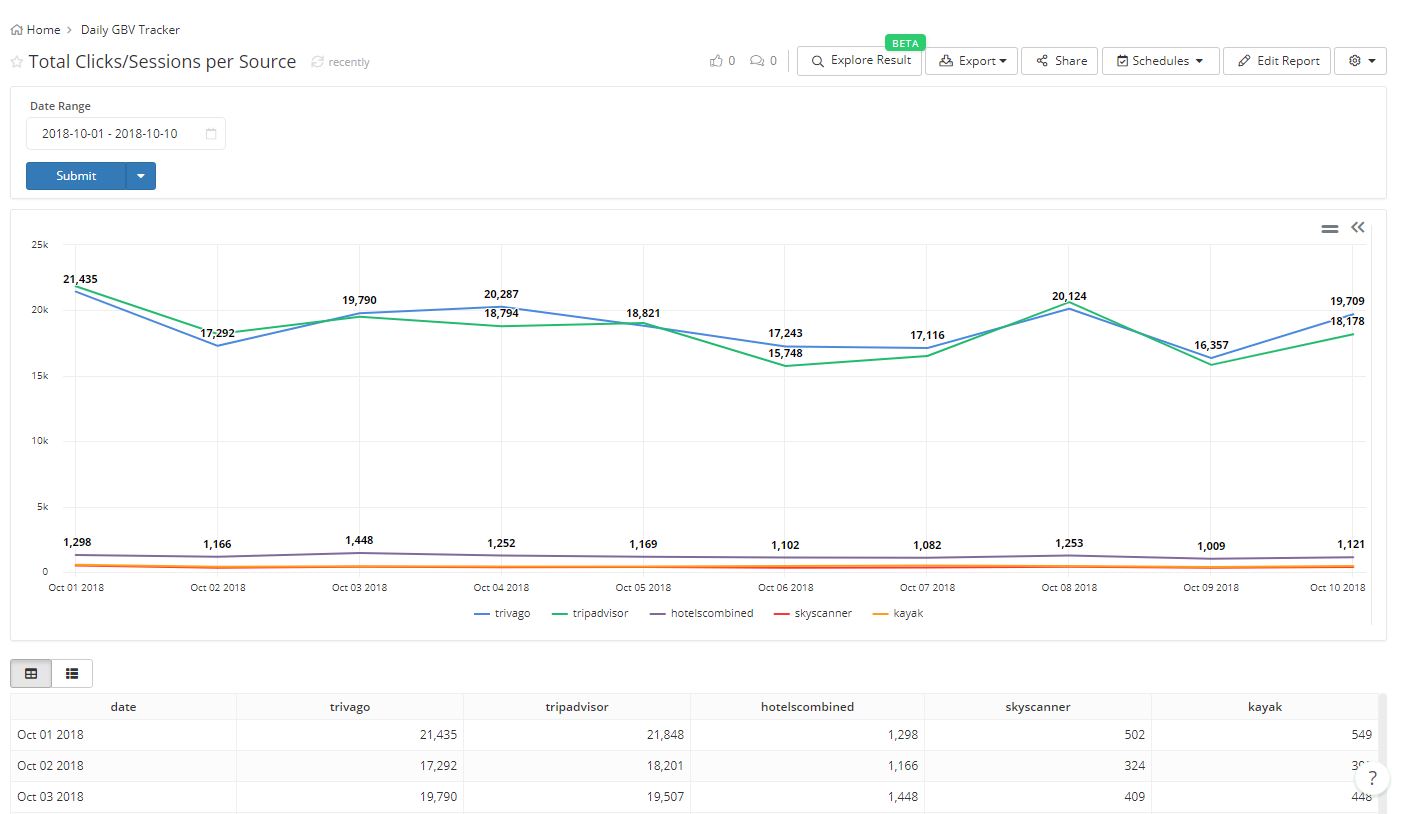 Home > Daily GBV Tracker
Total Clicks/Sessions per Source recently 0 0 Explore Result BETA Export Share Schedules Edit Report
Date Range
2018-10-01 - 2018-10-10
Submit
25k
20k
15k
10k
5k
0
21,435 17,292 19,790 20,287 18,821 17,243 17,116 20,124 16,357 19,709
18,794 15,748 18,178
1,298 1,166 1,448 1,252 1,169 1,102 1,082 1,253 1,009 1,121
Oct 01 2018 Oct 02 2018 Oct 03 2018 Oct 04 2018 Oct 05 2018 Oct 06 2018 Oct 07 2018 Oct 08 2018 Oct 09 2018 Oct 10 2018
trivago tripadvisor hotelscombined skyscanner kayak
date trivago tripadvisor hotelscombined skyscanner kayak
Oct 01 2018 21,435 21,848 1,298 502 549
Oct 02 2018 17,292 18,201 1,166 324
Oct 03 2018 19,790 19,507 1,448 409 448
?